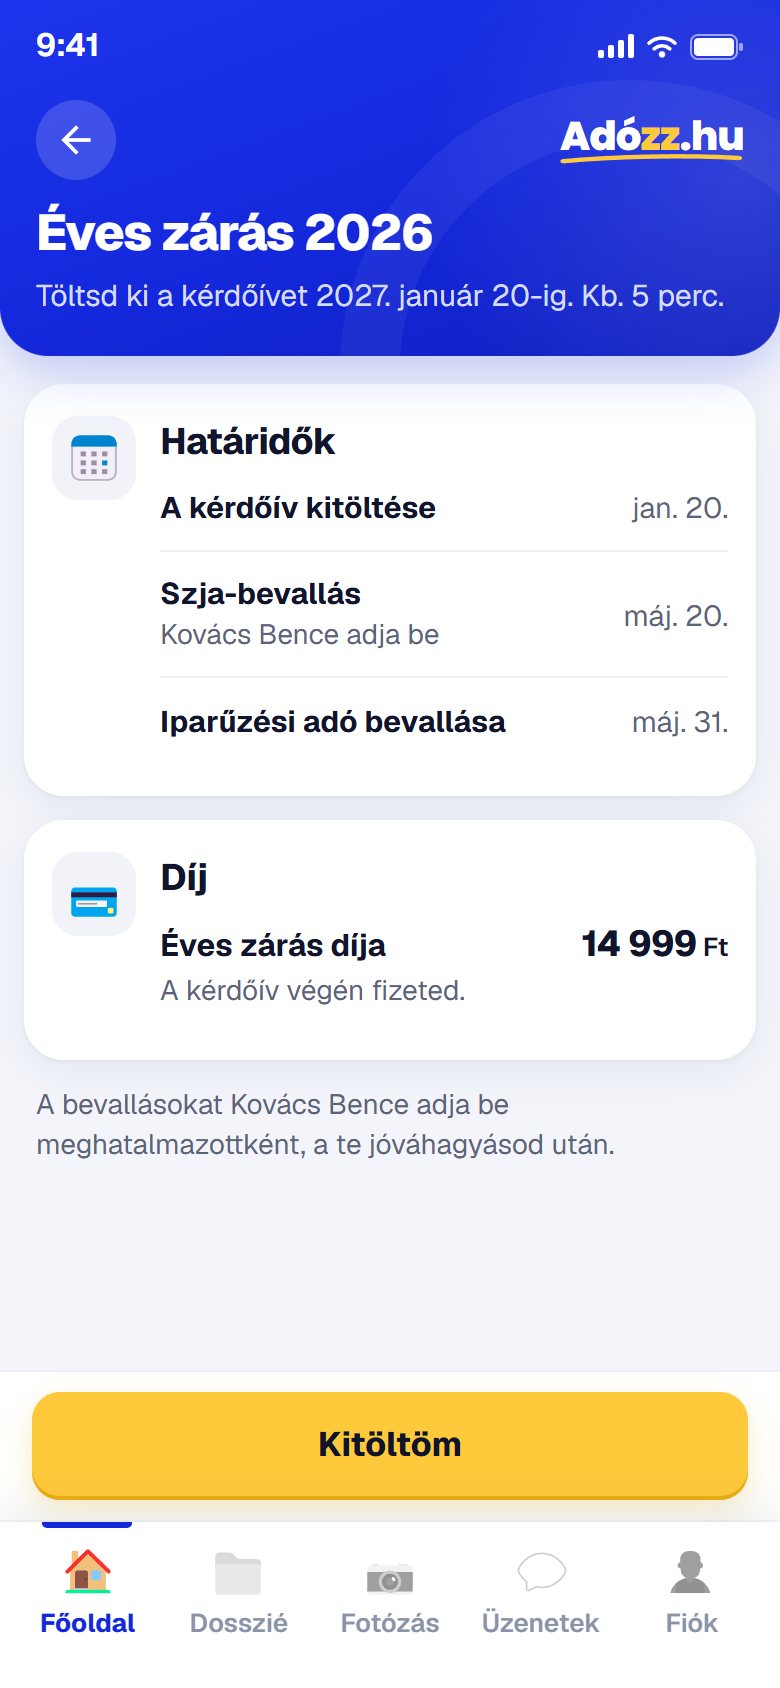 9:41
Adózz.hu
Éves zárás 2026
Töltsd ki a kérdőívet 2027. január 20-ig. Kb. 5 perc.
Határidők
A kérdőív kitöltése jan. 20.
Szja-bevallás
Kovács Bence adja be
máj. 20.
Iparűzési adó bevallása máj. 31.
Díj
Éves zárás díja 14 999 Ft
A kérdőív végén fizeted.
A bevallásokat Kovács Bence adja be
meghatalmazottként, a te jóváhagyásod után.
Kitöltöm
Főoldal Dosszié Fotózás Üzenetek Fiók